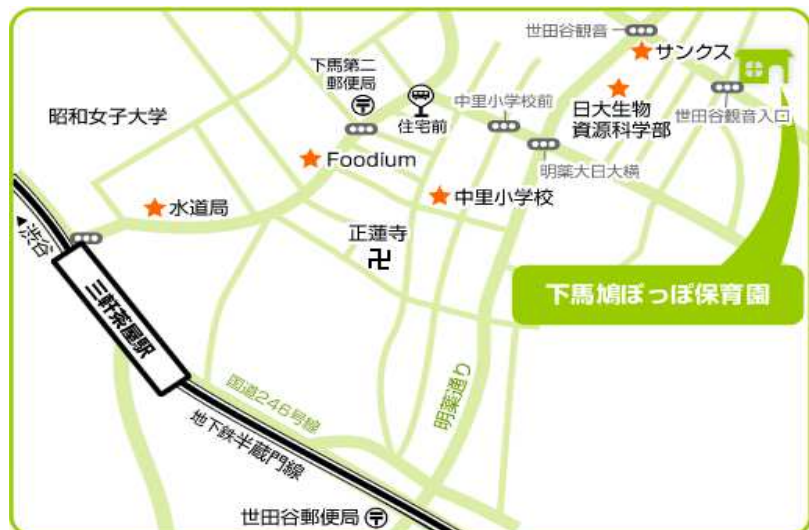 世田谷観音
サンクス
下馬第二
郵便局
昭和女子大学
住宅前
中里小学校前
日大生物
資源科学部
世田谷観音入口
明薬大日大横
Foodium
水道局
中里小学校
正蓮寺
卍
▲渋谷
三軒茶屋駅
下馬鳩ぽっぽ保育園
国道246号線
明薬通り
地下鉄半蔵門線
世田谷郵便局